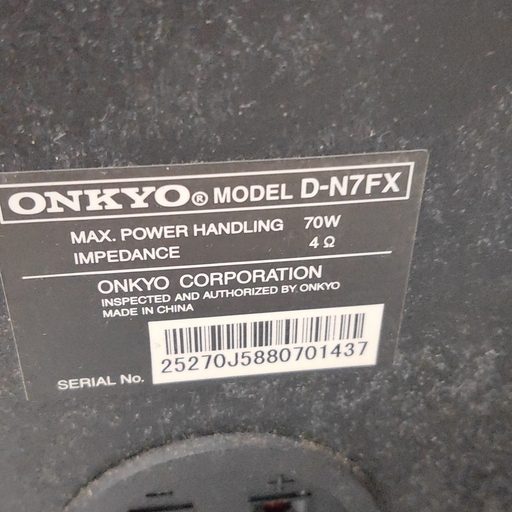 ONKYO® MODEL D-N7FX
MAX. POWER HANDLING 70W
IMPEDANCE 4 Ω
ONKYO CORPORATION
INSPECTED AND AUTHORIZED BY ONKYO
MADE IN CHINA
25270J5880701437
SERIAL No.
− +